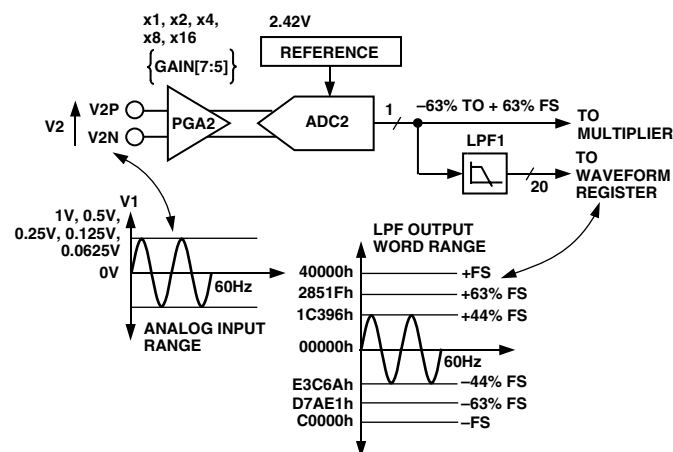 x1, x2, x4,
x8, x16
{GAIN[7:5]}
2.42V
REFERENCE
V2
V2P
V2N
PGA2
ADC2
1
–63% TO + 63% FS
TO
MULTIPLIER
LPF1
20
TO
WAVEFORM
REGISTER
V1
1V, 0.5V,
0.25V, 0.125V,
0.0625V
0V
60Hz
ANALOG INPUT
RANGE
LPF OUTPUT
WORD RANGE
40000h
+FS
2851Fh
+63% FS
1C396h
+44% FS
00000h
60Hz
E3C6Ah
–44% FS
D7AE1h
–63% FS
C0000h
–FS